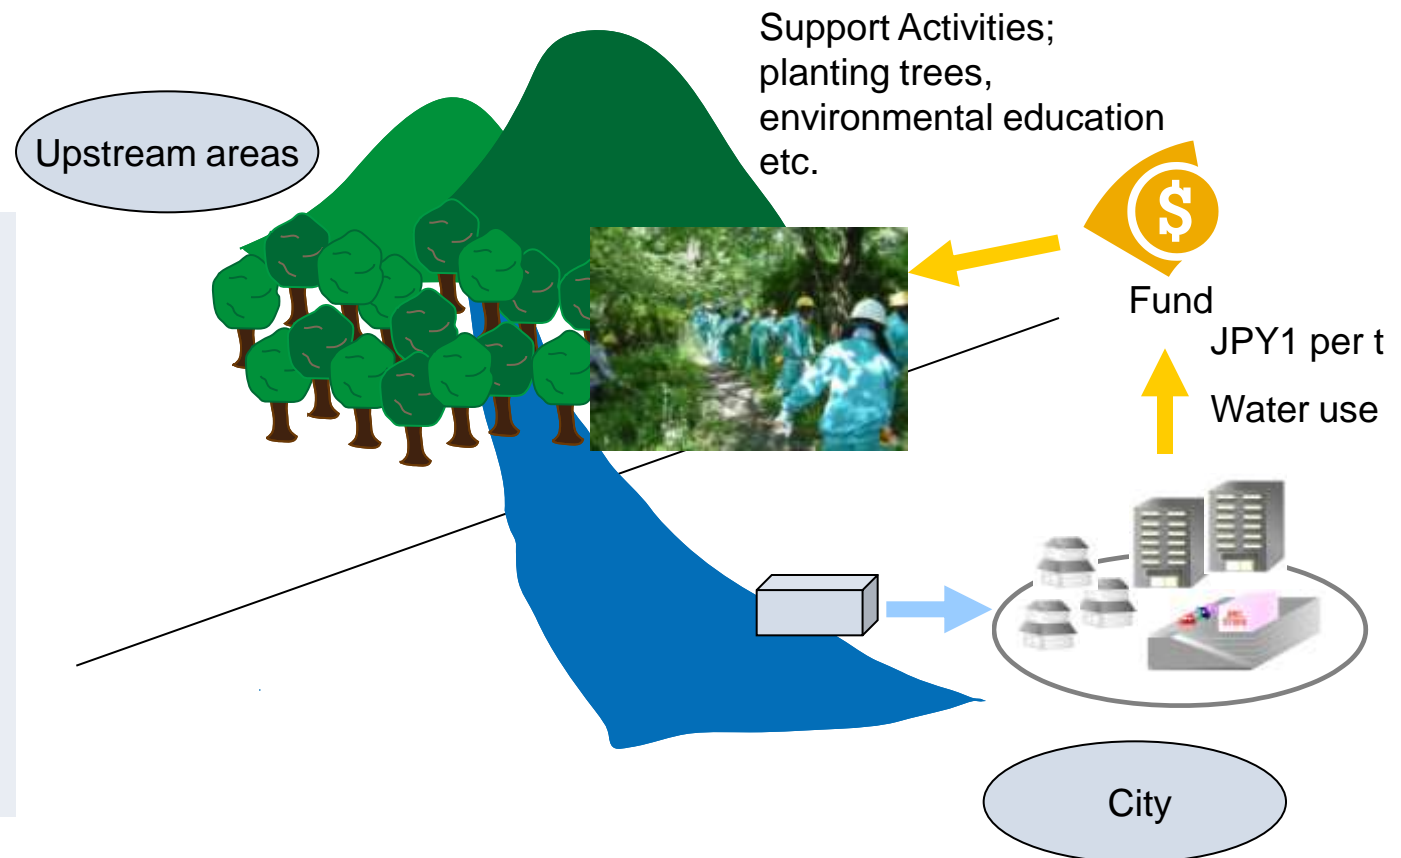 Support Activities;
planting trees,
environmental education
etc.
Upstream areas
$
Fund
JPY1 per t
Water use
City